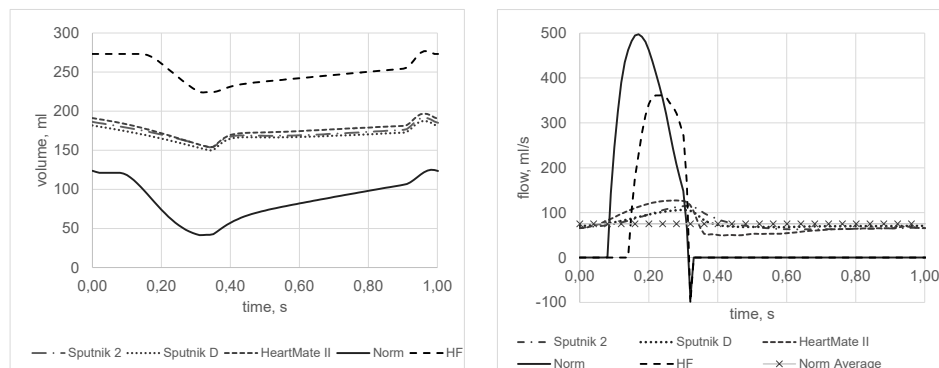 300
250
200
150
100
50
0
volume, ml
0,00 0,20 0,40 0,60 0,80 1,00
time, s
Sputnik 2 Sputnik D HeartMate II Norm HF
500
400
300
200
100
0
-100
flow, ml/s
0,00 0,20 0,40 0,60 0,80 1,00
time, s
Sputnik 2 Sputnik D HeartMate II
Norm HF Norm Average